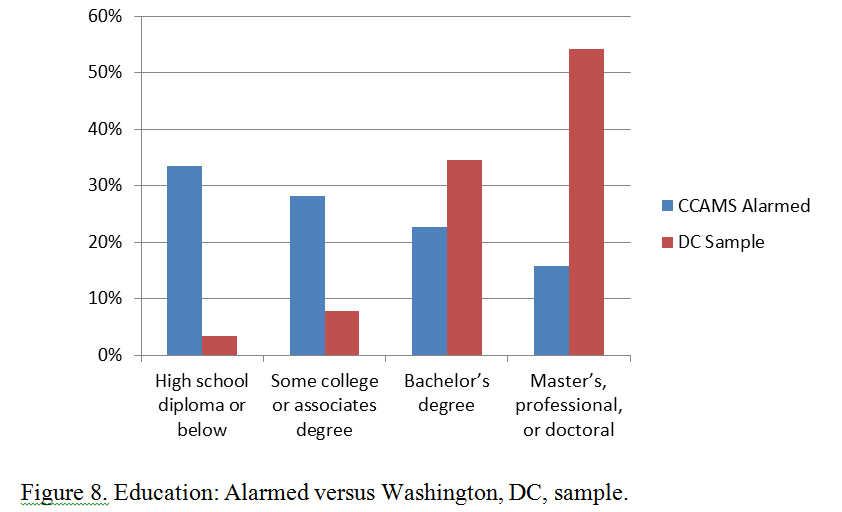 60%
50%
40%
30%
20%
10%
0%
High school diploma or below
Some college or associates degree
Bachelor's degree
Master's, professional, or doctoral
CCAMS Alarmed
DC Sample
Figure 8. Education: Alarmed versus Washington, DC, sample.